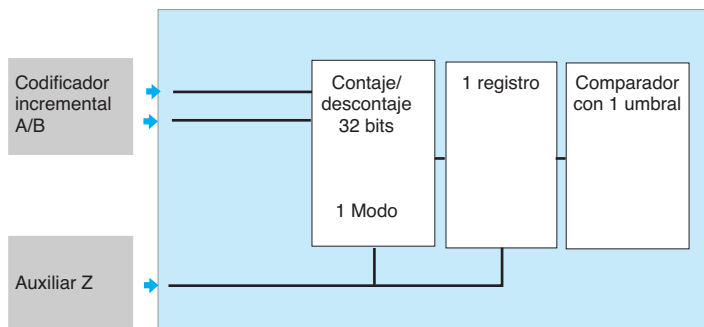 Codificador
incremental
A/B
Contaje/
descontaje
32 bits
1 Modo
1 registro
Comparador
con 1 umbral
Auxiliar Z